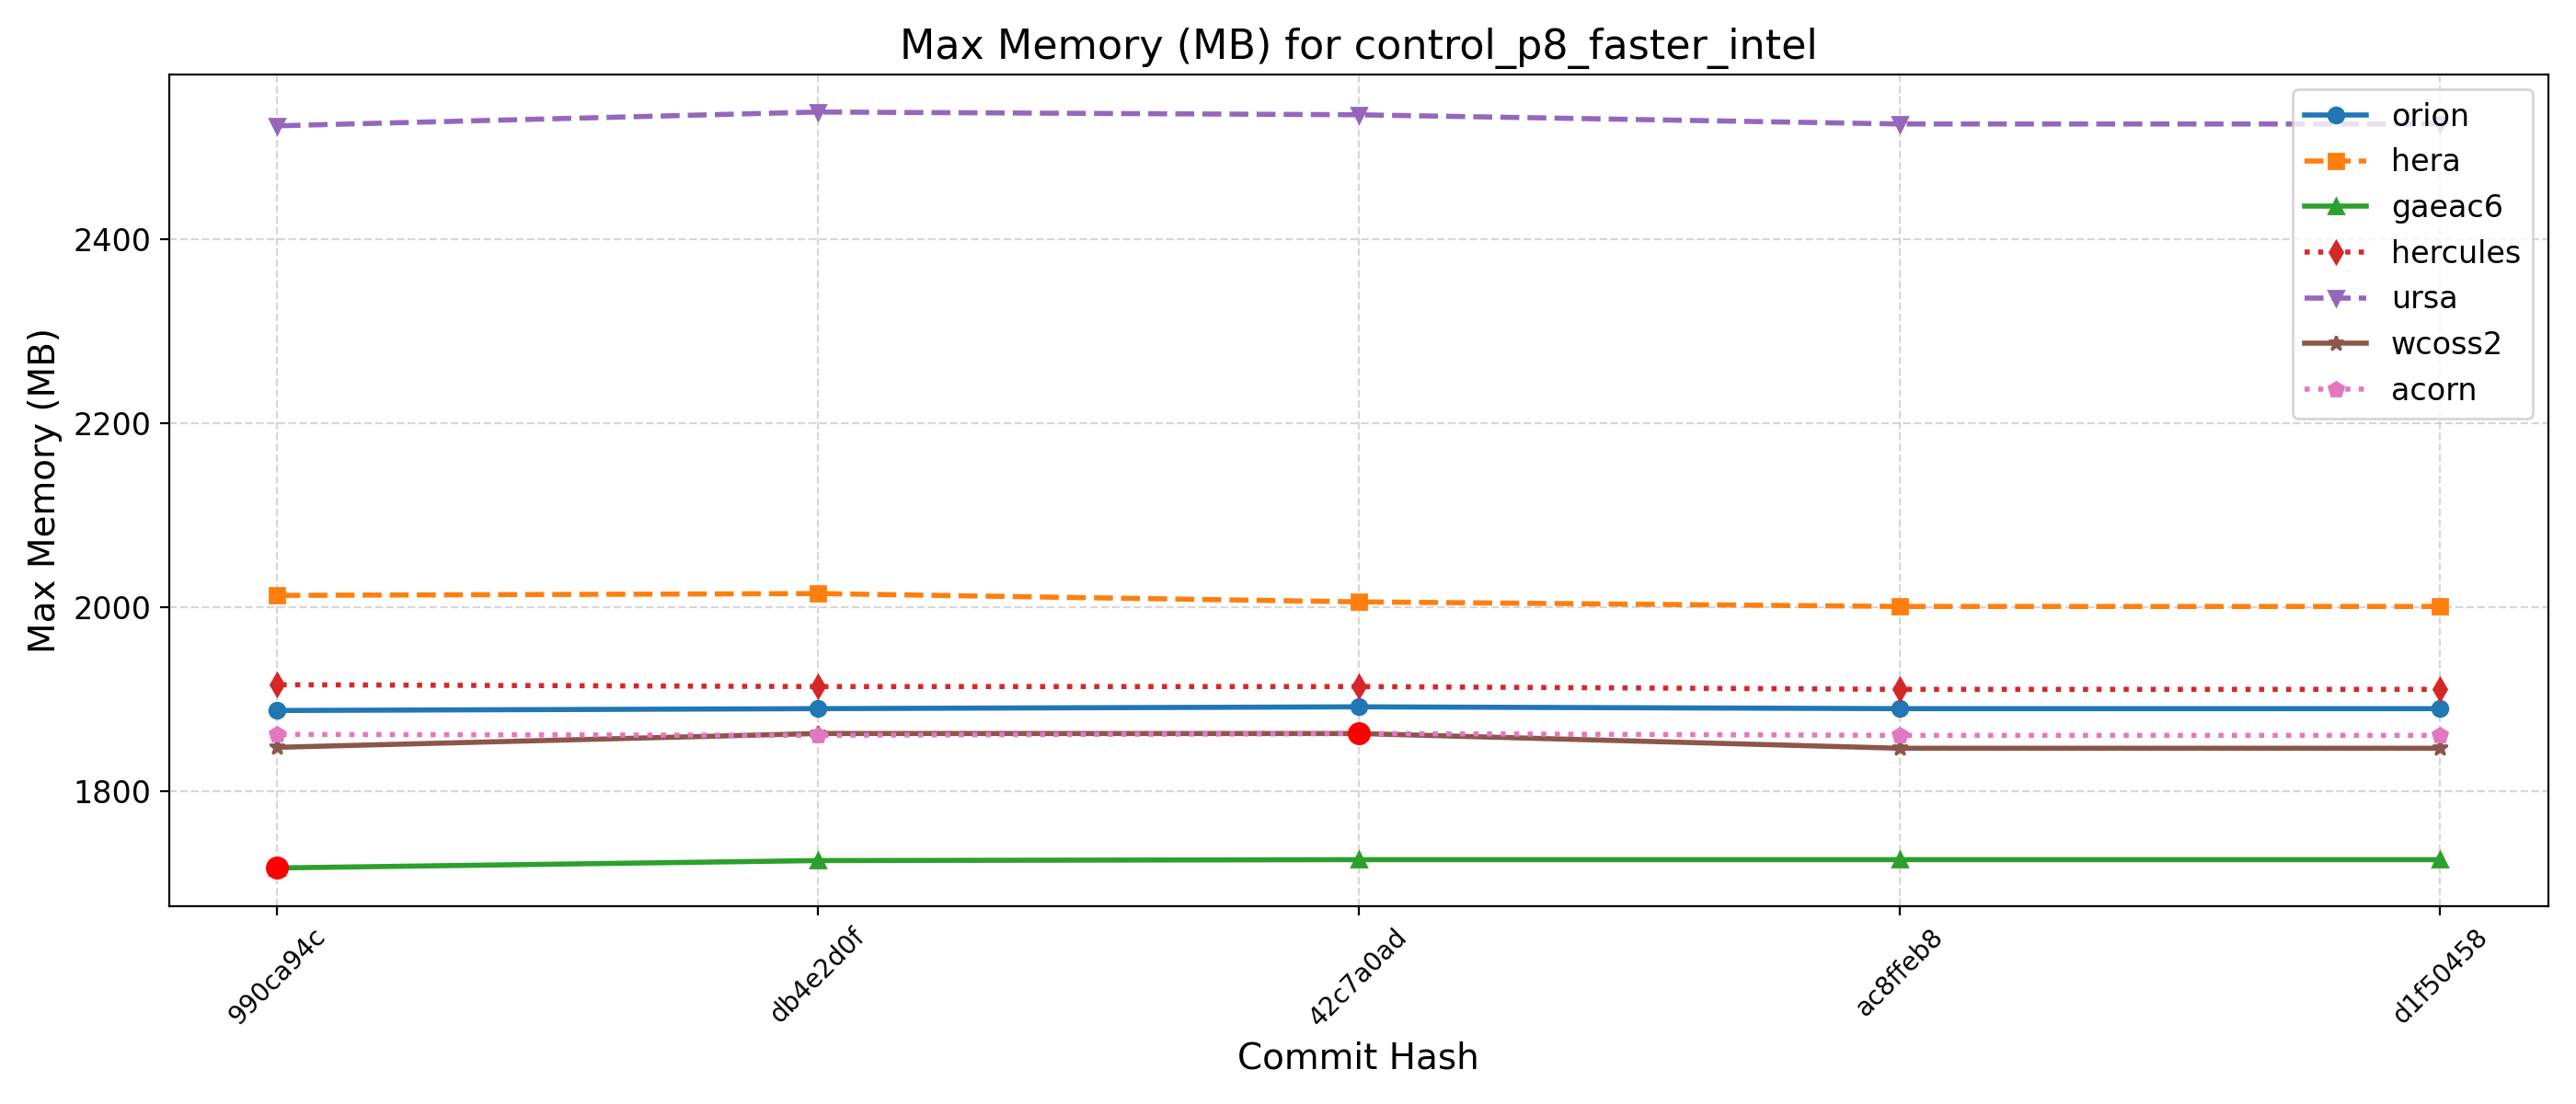 Max Memory (MB) for control_p8_faster_intel
Max Memory (MB)
2400
2200
2000
1800
orion
hera
gaeac6
hercules
ursa
wcoss2
acorn
990ca94c
db4e2d0f
42c7a0ad
ac8ffeb8
d1f50458
Commit Hash